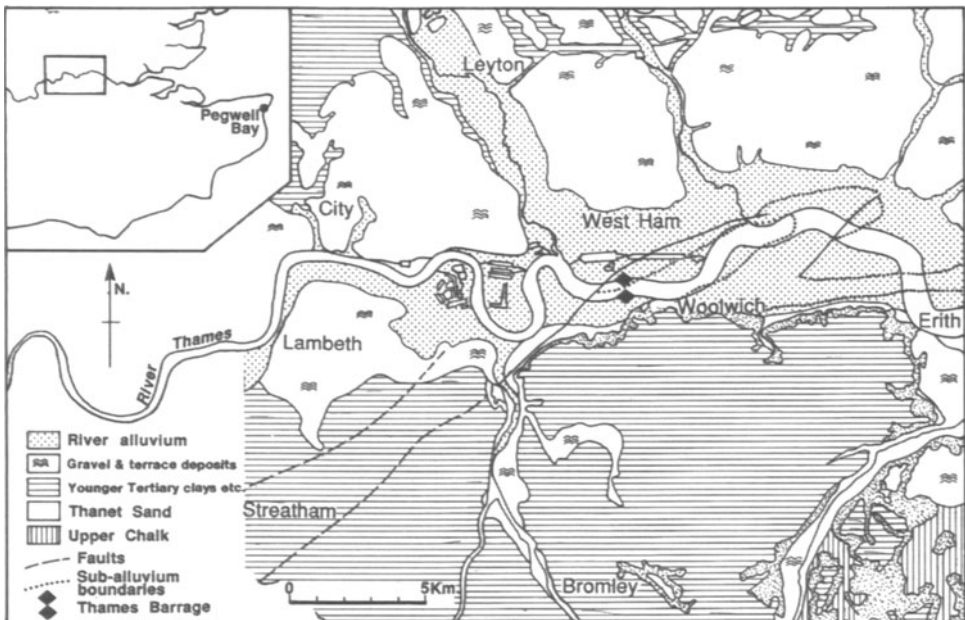 Pegwell
Bay
Leyton
City
West Ham
N.
Woolwich
Erith
River Thames
Lambeth
River alluvium
Gravel & terrace deposits
Younger Tertiary clays etc.
Thanet Sand
Upper Chalk
Faults
Sub-alluvium
boundaries
Thames Barrage
Streatham
Bromley
0 5Km.